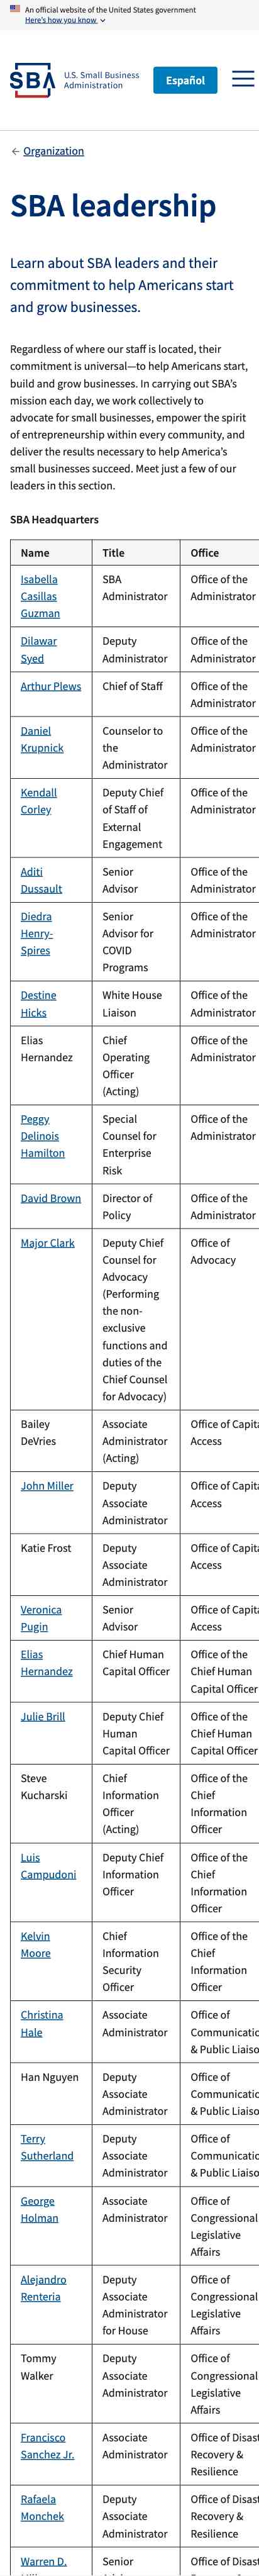 An official website of the United States government
Here's how you know
SBA
U.S. Small Business
Administration
Español
← Organization
SBA leadership
Learn about SBA leaders and their
commitment to help Americans start
and grow businesses.
Regardless of where our staff is located, their
commitment is universal—to help Americans start,
build and grow businesses. In carrying out SBA's
mission each day, we work collectively to
advocate for small businesses, empower the spirit
of entrepreneurship within every community, and
deliver the results necessary to help America's
small businesses succeed. Meet just a few of our
leaders in this section.
SBA Headquarters
Name Title Office
Isabella SBA Office of the
Casillas Administrator Administrator
Guzman
Dilawar Deputy Office of the
Syed Administrator Administrator
Arthur Plews Chief of Staff Office of the
Administrator
Daniel Counselor to Office of the
Krupnick the Administrator
Administrator
Kendall Deputy Chief Office of the
Corley of Staff of Administrator
External
Engagement
Aditi Senior Office of the
Dussault Advisor Administrator
Diedra Senior Office of the
Henry- Advisor for Administrator
Spires COVID
Programs
Destine White House Office of the
Hicks Liaison Administrator
Elias Chief Office of the
Hernandez Operating Administrator
Officer
(Acting)
Peggy Special Office of the
Delinois Counsel for Administrator
Hamilton Enterprise
Risk
David Brown Director of Office of the
Policy Administrator
Major Clark Deputy Chief Office of
Counsel for Advocacy
Advocacy
(Performing
the non-
exclusive
functions and
duties of the
Chief Counsel
for Advocacy)
Bailey Associate Office of Capita
DeVries Administrator Access
(Acting)
John Miller Deputy Office of Capita
Associate Access
Administrator
Katie Frost Deputy Office of Capita
Associate Access
Administrator
Veronica Senior Office of Capita
Pugin Advisor Access
Elias Chief Human Office of the
Hernandez Capital Officer Chief Human
Capital Officer
Julie Brill Deputy Chief Office of the
Human Chief Human
Capital Officer Capital Officer
Steve Chief Office of the
Kucharski Information Chief
Officer Information
(Acting) Officer
Luis Deputy Chief Office of the
Campudoni Information Chief
Officer Information
Officer
Kelvin Chief Office of the
Moore Information Chief
Security Information
Officer Officer
Christina Associate Office of
Hale Administrator Communicatio
& Public Liaiso
Han Nguyen Deputy Office of
Associate Communicatio
Administrator & Public Liaiso
Terry Deputy Office of
Sutherland Associate Communicatio
Administrator & Public Liaiso
George Associate Office of
Holman Administrator Congressional
Legislative
Affairs
Alejandro Deputy Office of
Renteria Associate Congressional
Administrator Legislative
for House Affairs
Tommy Deputy Office of
Walker Associate Congressional
Administrator Legislative
Affairs
Francisco Associate Office of Disast
Sanchez Jr. Administrator Recovery &
Resilience
Rafaela Deputy Office of Disast
Monchek Associate Recovery &
Administrator Resilience
Warren D. Senior Office of Disast